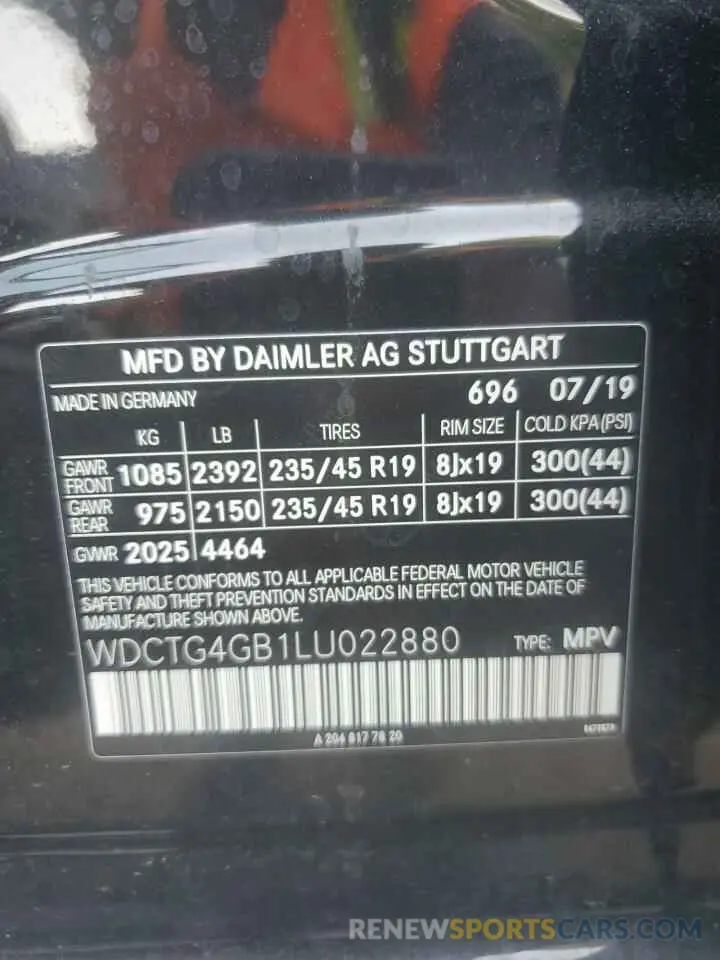 MFD BY DAIMLER AG STUTTGART
MADE IN GERMANY 696 07/19
KG LB TIRES RIM SIZE COLD KPA (PSI)
GAWR FRONT 1085 2392 235/45 R19 8Jx19 300(44)
GAWR REAR 975 2150 235/45 R19 8Jx19 300(44)
GVWR 2025 4464
THIS VEHICLE CONFORMS TO ALL APPLICABLE FEDERAL MOTOR VEHICLE
SAFETY AND THEFT PREVENTION STANDARDS IN EFFECT ON THE DATE OF
MANUFACTURE SHOWN ABOVE.
WDCTG4GB1LU022880 TYPE: MPV
A 204 817 78 20
RENEWSPORTSCARS.COM